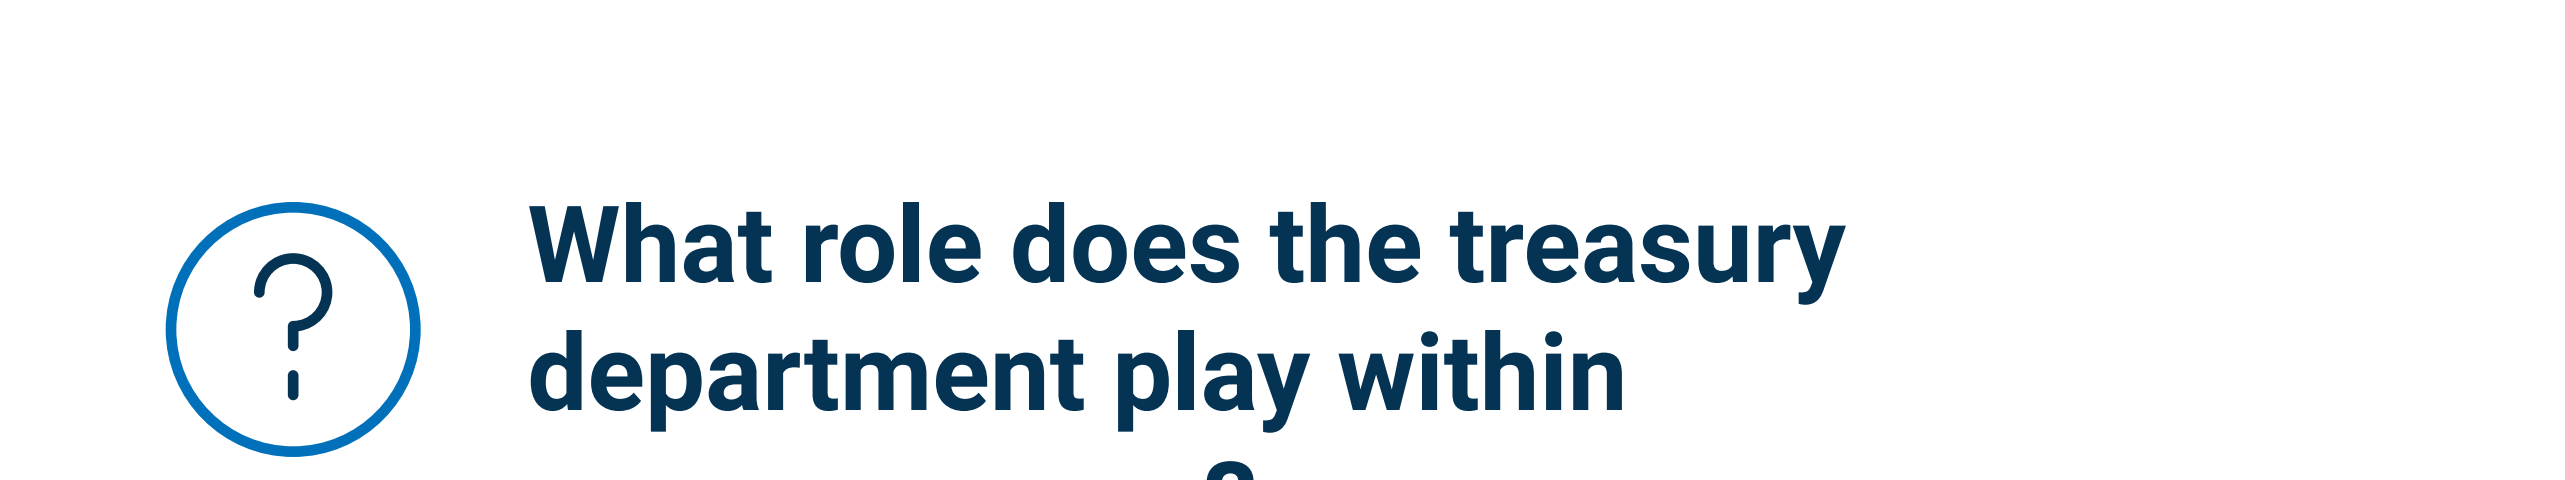 What role does the treasury
department play within